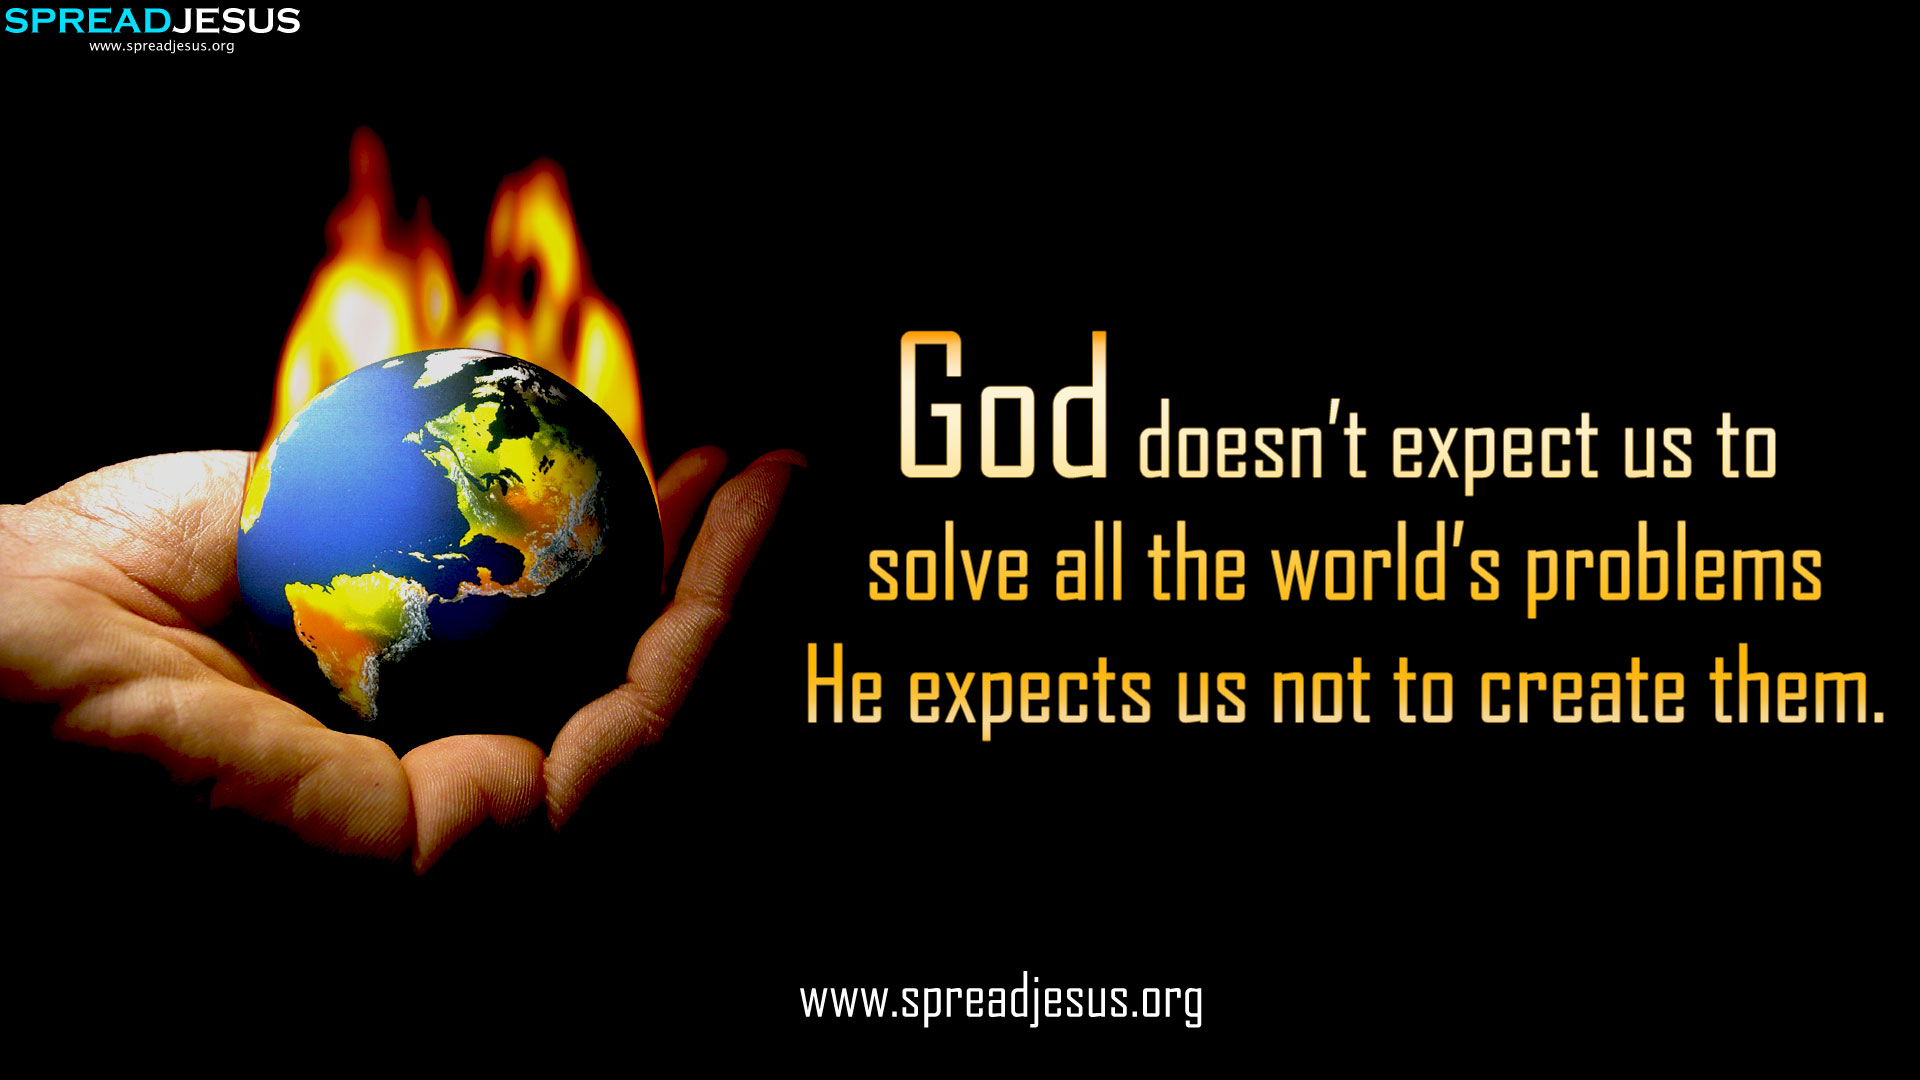 SPREADJESUS
www.spreadjesus.org
God doesn't expect us to
solve all the world's problems
He expects us not to create them.
www.spreadjesus.org